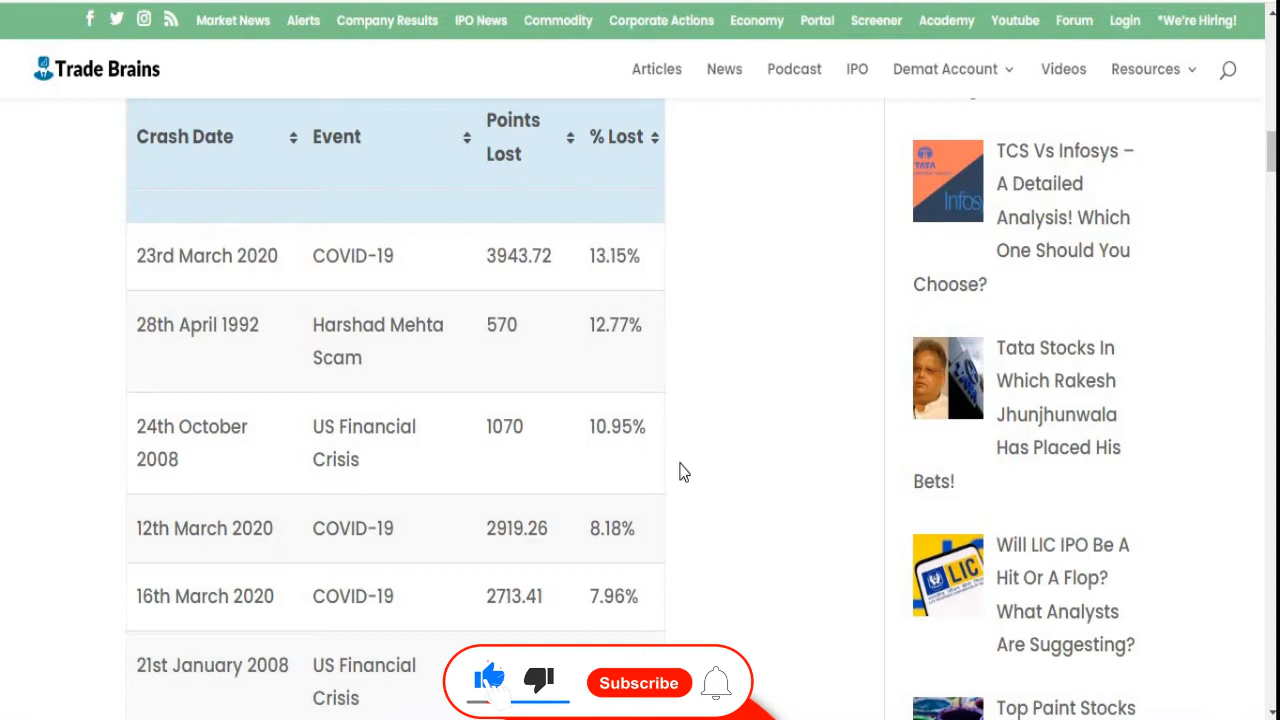 Market News Alerts Company Results IPO News Commodity Corporate Actions Economy Portal Screener Academy Youtube Forum Login *We're Hiring!
Trade Brains
Articles News Podcast IPO Demat Account Videos Resources
Crash Date Event Points Lost % Lost
23rd March 2020 COVID-19 3943.72 13.15%
28th April 1992 Harshad Mehta 570 12.77%
Scam
24th October US Financial 1070 10.95%
2008 Crisis
12th March 2020 COVID-19 2919.26 8.18%
16th March 2020 COVID-19 2713.41 7.96%
21st January 2008 US Financial
Crisis
TATA
Infos
TCS Vs Infosys –
A Detailed
Analysis! Which
One Should You
Choose?
Tata Stocks In
Which Rakesh
Jhunjhunwala
Has Placed His
Bets!
LIC
Will LIC IPO Be A
Hit Or A Flop?
What Analysts
Are Suggesting?
Top Paint Stocks
Subscribe